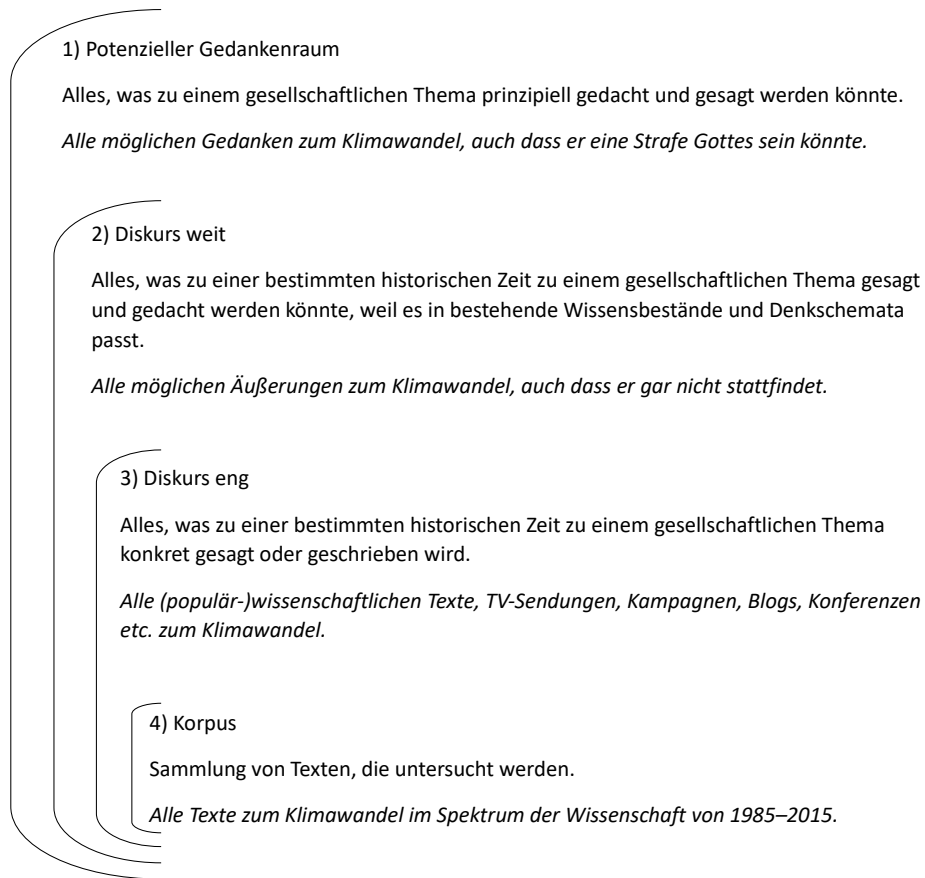 1) Potenzieller Gedankenraum
Alles, was zu einem gesellschaftlichen Thema prinzipiell gedacht und gesagt werden könnte.
Alle möglichen Gedanken zum Klimawandel, auch dass er eine Strafe Gottes sein könnte.
2) Diskurs weit
Alles, was zu einer bestimmten historischen Zeit zu einem gesellschaftlichen Thema gesagt
und gedacht werden könnte, weil es in bestehende Wissensbestände und Denkschemata
passt.
Alle möglichen Äußerungen zum Klimawandel, auch dass er gar nicht stattfindet.
3) Diskurs eng
Alles, was zu einer bestimmten historischen Zeit zu einem gesellschaftlichen Thema
konkret gesagt oder geschrieben wird.
Alle (populär-)wissenschaftlichen Texte, TV-Sendungen, Kampagnen, Blogs, Konferenzen
etc. zum Klimawandel.
4) Korpus
Sammlung von Texten, die untersucht werden.
Alle Texte zum Klimawandel im Spektrum der Wissenschaft von 1985–2015.